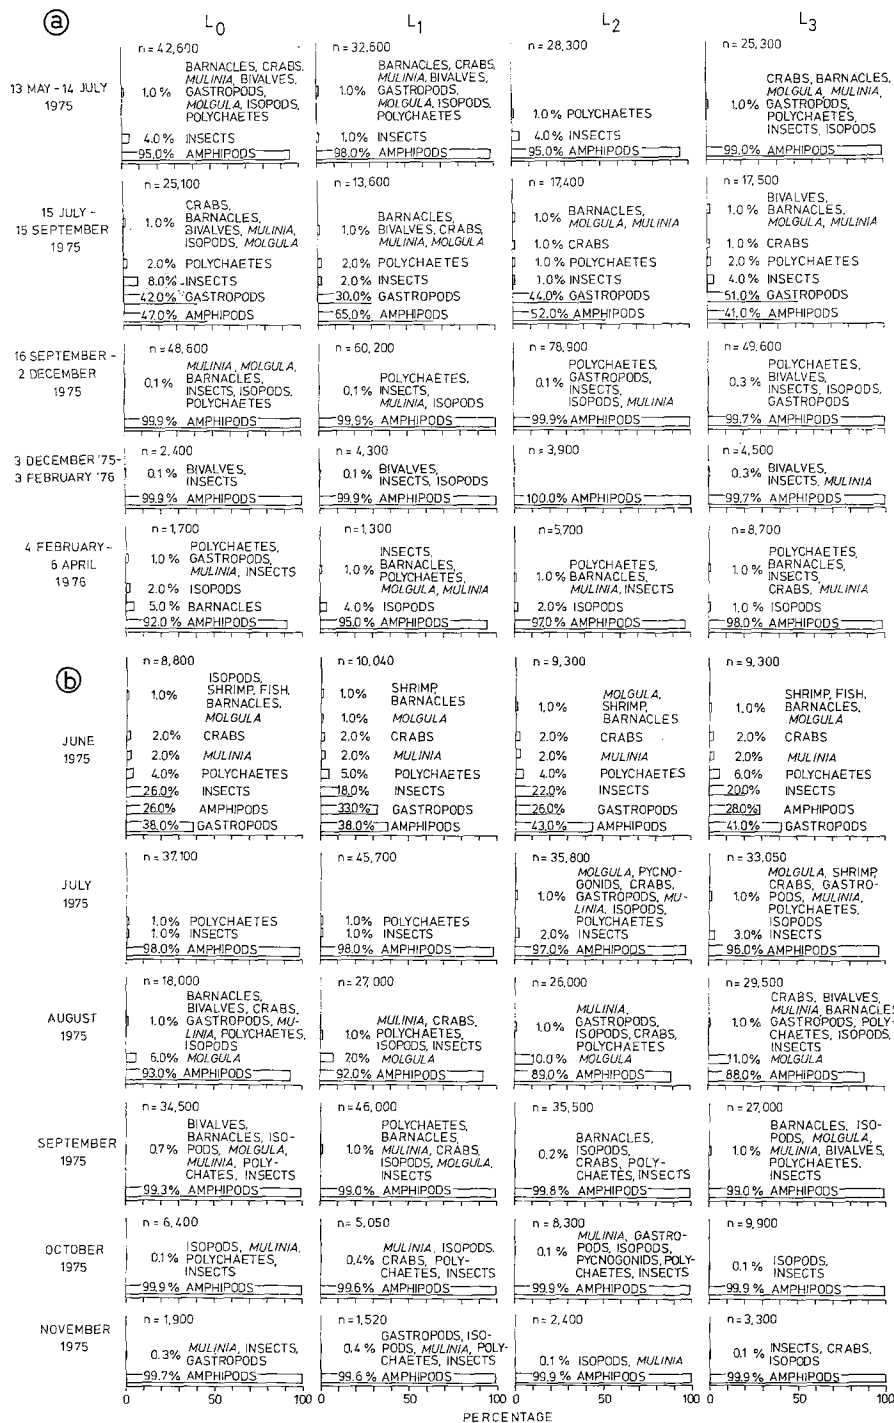 ⓐ L0 L1 L2 L3
13 MAY - 14 JULY
1975
n=42,600
BARNACLES, CRABS,
MULINIA, BIVALVES,
1.0% GASTROPODS,
MOLGULA, ISOPODS,
POLYCHAETES
4.0% INSECTS
95.0% AMPHIPODS
n=32,600
BARNACLES, CRABS,
MULINIA, BIVALVES,
1.0% GASTROPODS,
MOLGULA, ISOPODS,
POLYCHAETES
1.0% INSECTS
98.0% AMPHIPODS
n=28,300
1.0% POLYCHAETES
4.0% INSECTS
95.0% AMPHIPODS
n=25,300
CRABS, BARNACLES,
MOLGULA, MULINIA,
1.0% GASTROPODS,
POLYCHAETES,
INSECTS, ISOPODS
99.0% AMPHIPODS
15 JULY -
15 SEPTEMBER
1975
n=25,100
CRABS,
1.0% BARNACLES,
BIVALVES, MULINIA,
ISOPODS, MOLGULA
2.0% POLYCHAETES
8.0% INSECTS
42.0% GASTROPODS
47.0% AMPHIPODS
n=13,600
BARNACLES,
1.0% BIVALVES, CRABS,
MULINIA, MOLGULA
2.0% POLYCHAETES
2.0% INSECTS
30.0% GASTROPODS
65.0% AMPHIPODS
n=17,400
1.0% BARNACLES,
MOLGULA, MULINIA
1.0% CRABS
1.0% POLYCHAETES
1.0% INSECTS
44.0% GASTROPODS
52.0% AMPHIPODS
n=17,500
BIVALVES,
1.0% BARNACLES,
MOLGULA, MULINIA
1.0% CRABS
2.0% POLYCHAETES
4.0% INSECTS
51.0% GASTROPODS
41.0% AMPHIPODS
16 SEPTEMBER -
2 DECEMBER
1975
n=48,600
MULINIA, MOLGULA,
0.1% BARNACLES,
INSECTS, ISOPODS,
POLYCHAETES
99.9% AMPHIPODS
n=60,200
POLYCHAETES,
0.1% INSECTS,
MULINIA, ISOPODS
99.9% AMPHIPODS
n=78,900
POLYCHAETES,
0.1% GASTROPODS,
INSECTS,
ISOPODS, MULINIA
99.9% AMPHIPODS
n=49,600
POLYCHAETES,
0.3% BIVALVES,
INSECTS, ISOPODS
GASTROPODS
99.7% AMPHIPODS
3 DECEMBER '75-
3 FEBRUARY '76
n=2,400
0.1% BIVALVES,
INSECTS
99.9% AMPHIPODS
n=4,300
0.1% BIVALVES,
INSECTS, ISOPODS
99.9% AMPHIPODS
n=3,900
100.0% AMPHIPODS
n=4,500
0.3% BIVALVES,
INSECTS, MULINIA
99.7% AMPHIPODS
4 FEBRUARY -
6 APRIL
1976
n=1,700
POLYCHAETES,
1.0% GASTROPODS,
MULINIA, INSECTS
2.0% ISOPODS
5.0% BARNACLES
92.0% AMPHIPODS
n=1,300
INSECTS,
1.0% BARNACLES,
POLYCHAETES,
MOLGULA, MULINIA
4.0% ISOPODS
95.0% AMPHIPODS
n=5,700
POLYCHAETES,
1.0% BARNACLES,
MULINIA, INSECTS
2.0% ISOPODS
97.0% AMPHIPODS
n=8,700
POLYCHAETES,
1.0% BARNACLES,
INSECTS
CRABS, MULINIA
1.0% ISOPODS
98.0% AMPHIPODS
ⓑ
JUNE
1975
n=8,800
ISOPODS,
1.0% SHRIMP, FISH,
BARNACLES,
MOLGULA
2.0% CRABS
2.0% MULINIA
4.0% POLYCHAETES
26.0% INSECTS
26.0% AMPHIPODS
38.0% GASTROPODS
n=10,040
1.0% SHRIMP,
BARNACLES
1.0% MOLGULA
2.0% CRABS
2.0% MULINIA
5.0% POLYCHAETES
18.0% INSECTS
33.0% GASTROPODS
38.0% AMPHIPODS
n=9,300
MOLGULA,
1.0% SHRIMP,
BARNACLES
2.0% CRABS
2.0% MULINIA
4.0% POLYCHAETES
22.0% INSECTS
26.0% GASTROPODS
43.0% AMPHIPODS
n=9,300
SHRIMP, FISH,
1.0% BARNACLES,
MOLGULA
2.0% CRABS
2.0% MULINIA
6.0% POLYCHAETES
20.0% INSECTS
28.0% AMPHIPODS
41.0% GASTROPODS
JULY
1975
n=37,100
1.0% POLYCHAETES
1.0% INSECTS
98.0% AMPHIPODS
n=45,700
1.0% POLYCHAETES
1.0% INSECTS
98.0% AMPHIPODS
n=35,800
MOLGULA, PYCNO-
GONIDS, CRABS,
1.0% GASTROPODS, MU-
LINIA, ISOPODS,
POLYCHAETES
2.0% INSECTS
97.0% AMPHIPODS
n=33,050
MOLGULA, SHRIMP,
CRABS, GASTRO-
1.0% PODS, MULINIA,
POLYCHAETES,
ISOPODS
3.0% INSECTS
96.0% AMPHIPODS
AUGUST
1975
n=18,000
BARNACLES,
BIVALVES, CRABS,
1.0% GASTROPODS, MU-
LINIA, POLYCHAETES,
ISOPODS
6.0% MOLGULA
93.0% AMPHIPODS
n=27,000
MULINIA, CRABS,
1.0% POLYCHAETES,
ISOPODS, INSECTS
7.0% MOLGULA
92.0% AMPHIPODS
n=26,000
MULINIA,
1.0% GASTROPODS,
ISOPODS, CRABS,
POLYCHAETES
10.0% MOLGULA
89.0% AMPHIPODS
n=29,500
CRABS, BIVALVES,
MULINIA, BARNACLES
1.0% GASTROPODS, POLY-
CHAETES, ISOPODS,
INSECTS
11.0% MOLGULA
88.0% AMPHIPODS
SEPTEMBER
1975
n=34,500
BIVALVES,
BARNACLES, ISO-
0.7% PODS, MOLGULA,
MULINIA, POLY-
CHATES, INSECTS
99.3% AMPHIPODS
n=46,000
POLYCHAETES,
BARNACLES,
1.0% MULINIA, CRABS,
ISOPODS, MOLGULA,
INSECTS
99.0% AMPHIPODS
n=35,500
BARNACLES,
0.2% ISOPODS,
CRABS, POLY-
CHAETES, INSECTS
99.8% AMPHIPODS
n=27,000
BARNACLES, ISO-
PODS, MOLGULA,
1.0% MULINIA, BIVALVES,
POLYCHAETES,
INSECTS
99.0% AMPHIPODS
OCTOBER
1975
n=6,400
0.1% ISOPODS, MULINIA,
POLYCHAETES,
INSECTS
99.9% AMPHIPODS
n=5,050
MULINIA, ISOPODS,
0.4% CRABS, POLY-
CHAETES, INSECTS
99.6% AMPHIPODS
n=8,300
MULINIA, GASTRO-
0.1% PODS, ISOPODS,
PYCNOGONIDS, POLY-
CHAETES, INSECTS
99.9% AMPHIPODS
n=9,900
0.1% ISOPODS,
INSECTS
99.9% AMPHIPODS
NOVEMBER
1975
n=1,900
0.3% MULINIA, INSECTS,
GASTROPODS
99.7% AMPHIPODS
n=1,520
GASTROPODS, ISO-
0.4% PODS, MULINIA, POLY-
CHAETES, INSECTS
99.6% AMPHIPODS
n=2,400
0.1% ISOPODS, MULINIA
99.9% AMPHIPODS
n=3,300
0.1% INSECTS, CRABS,
ISOPODS
99.9% AMPHIPODS
0 50 100 0 50 100 0 50 100 0 50 100
PERCENTAGE